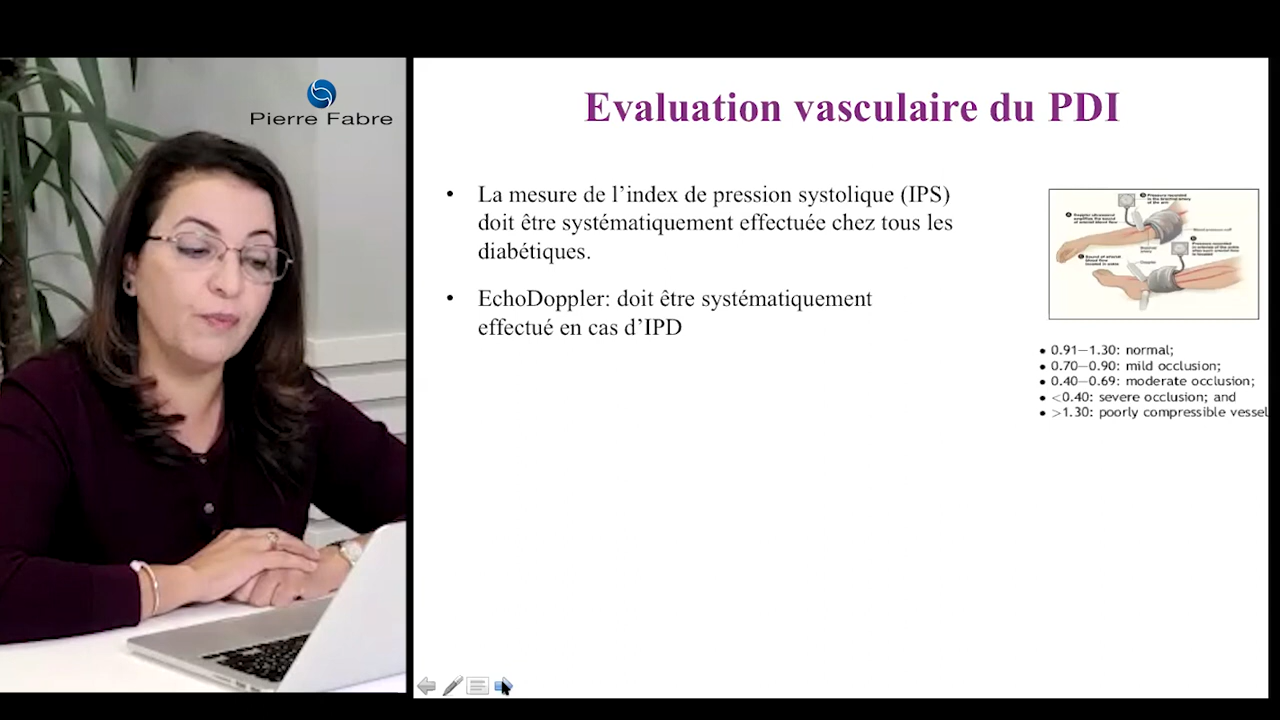 Pierre Fabre
Evaluation vasculaire du PDI
• La mesure de l’index de pression systolique (IPS)
doit être systématiquement effectuée chez tous les
diabétiques.
• EchoDoppler: doit être systématiquement
effectué en cas d’IPD
• 0.91–1.30: normal;
• 0.70–0.90: mild occlusion;
• 0.40–0.69: moderate occlusion;
• <0.40: severe occlusion; and
• >1.30: poorly compressible vessel